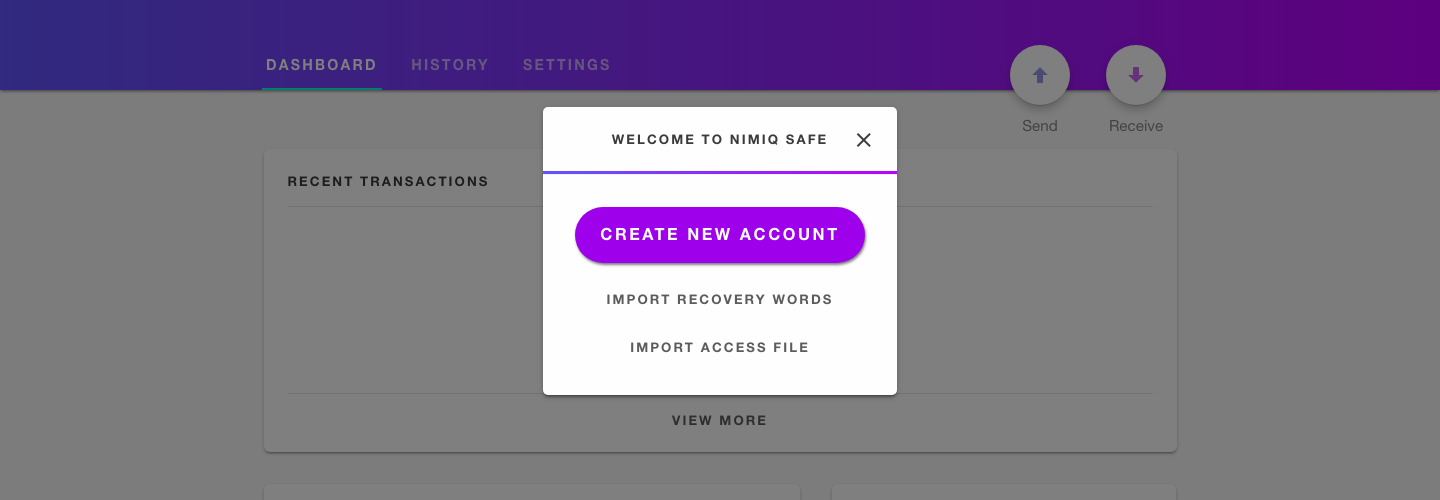 DASHBOARD HISTORY SETTINGS
Send Receive
WELCOME TO NIMIQ SAFE
RECENT TRANSACTIONS
CREATE NEW ACCOUNT
IMPORT RECOVERY WORDS
IMPORT ACCESS FILE
VIEW MORE